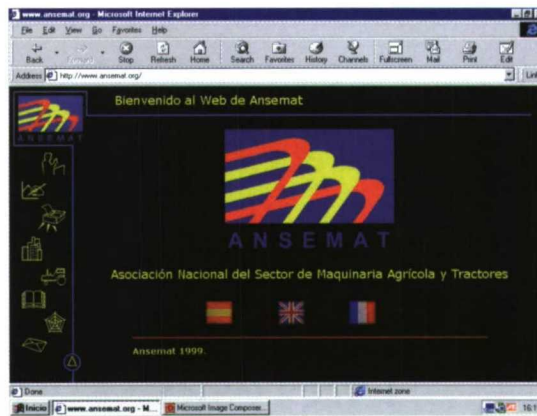 www.ansemat.org - Microsoft Internet Explorer
File Edit View Go Favorites Help
Back Stop Refresh Home Search Favorites History Channels Fullscreen Mail Print Edit
Address http://www.ansemat.org/
Bienvenido al Web de Ansemat
ANSEMAT
ANSEMAT
Asociación Nacional del Sector de Maquinaria Agrícola y Tractores
Ansemat 1999.
Done Internet zone
Inicio www.ansemat.org - M... Microsoft Image Compose...